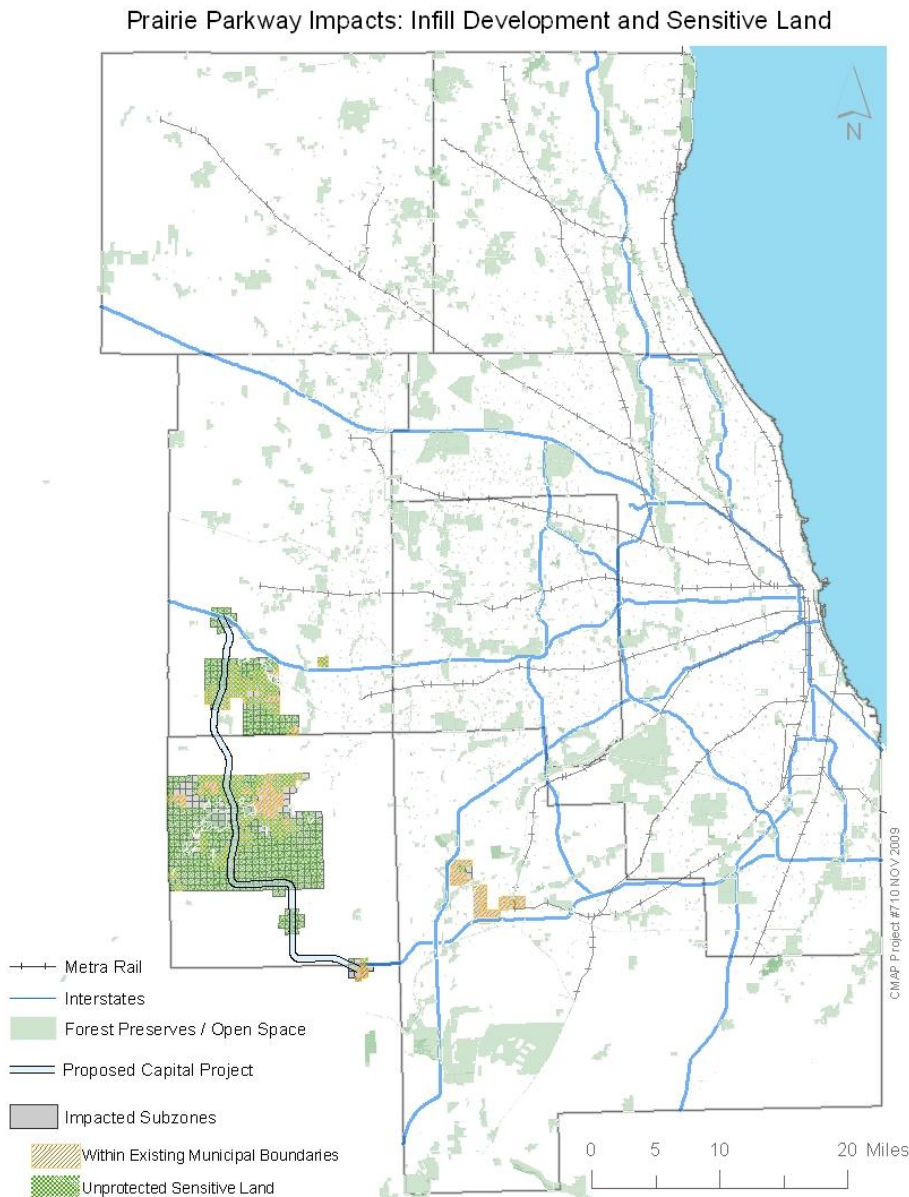 Prairie Parkway Impacts: Infill Development and Sensitive Land
N
CMAP Project #710 NOV 2009
Metra Rail
Interstates
Forest Preserves / Open Space
Proposed Capital Project
Impacted Subzones
Within Existing Municipal Boundaries
Unprotected Sensitive Land
0 5 10 20 Miles